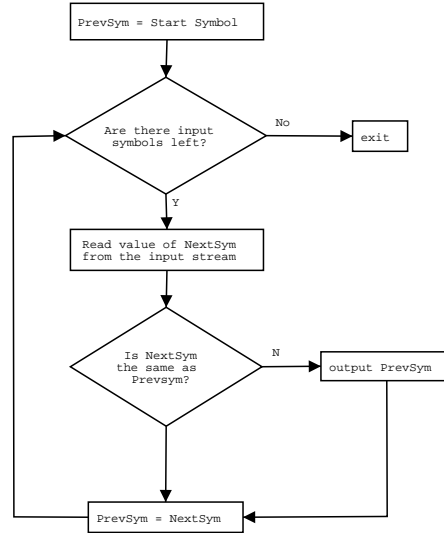 PrevSym = Start Symbol
Are there input
symbols left?
No
exit
Y
Read value of NextSym
from the input stream
Is NextSym
the same as
Prevsym?
N
output PrevSym
PrevSym = NextSym